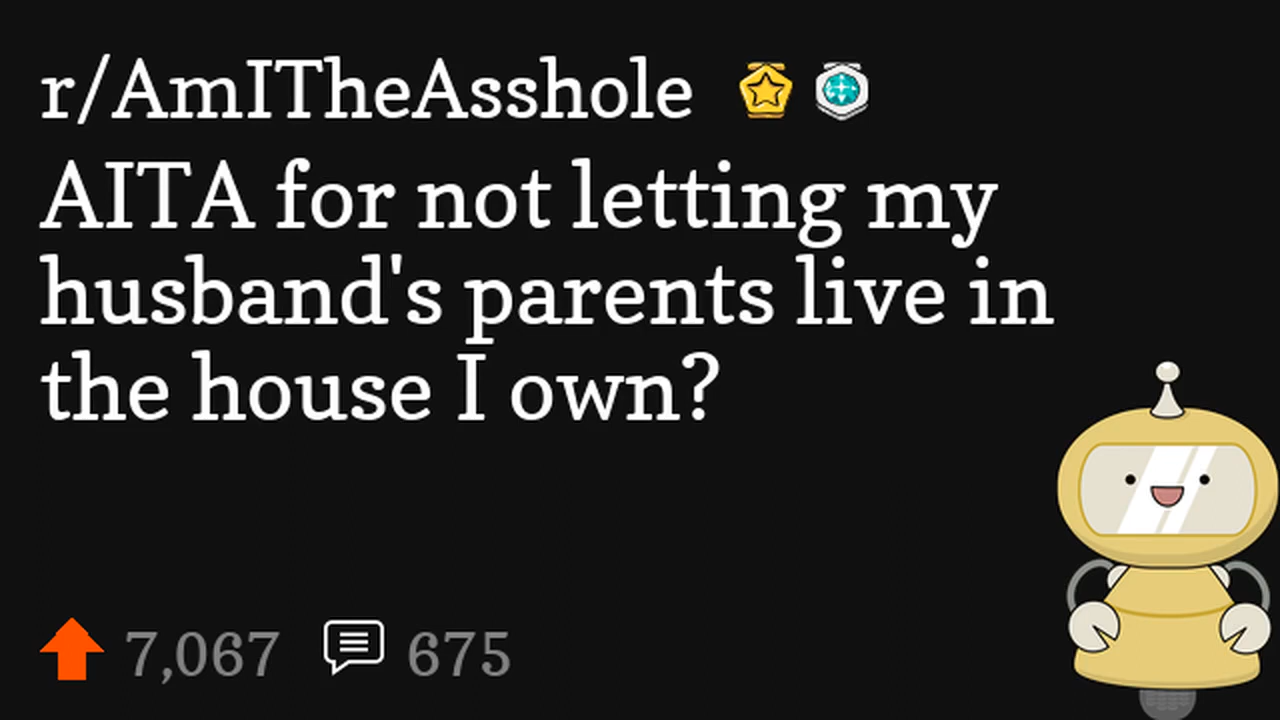 r/AmITheAsshole
AITA for not letting my
husband's parents live in
the house I own?
7,067 675